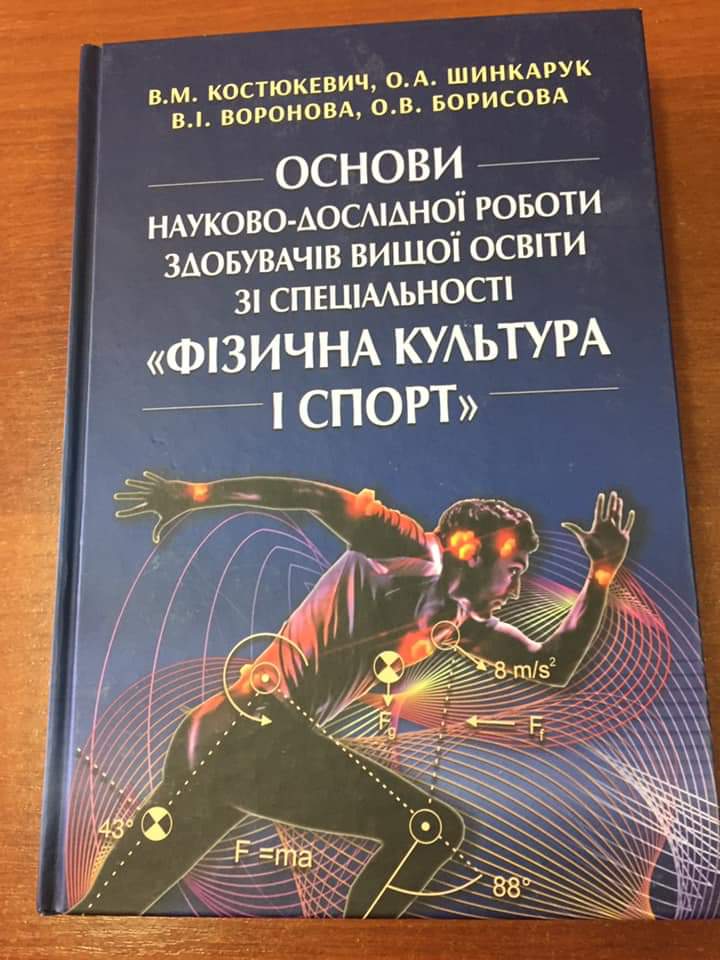 В.М. КОСТЮКЕВИЧ, О.А. ШИНКАРУК
В.І. ВОРОНОВА, О.В. БОРИСОВА
ОСНОВИ
НАУКОВО-ДОСЛІДНОЇ РОБОТИ
ЗДОБУВАЧІВ ВИЩОЇ ОСВІТИ
ЗІ СПЕЦІАЛЬНОСТІ
«ФІЗИЧНА КУЛЬТУРА
І СПОРТ»
8 m/s²
Fg
Ff
43°
F =ma
88°